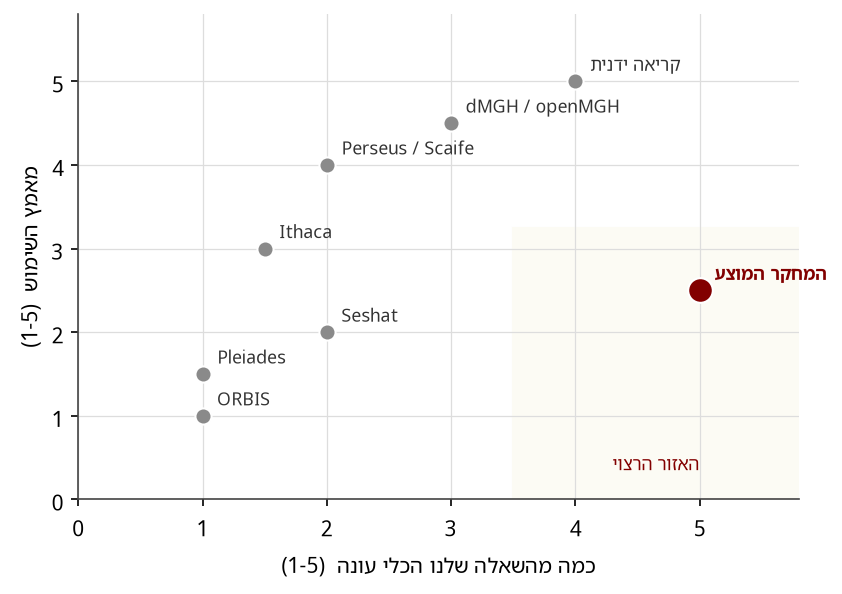 קריאה ידנית
dMGH / openMGH
Perseus / Scaife
Ithaca
המחקר המוצע
Seshat
Pleiades
ORBIS
האזור הרצוי
מאמץ השימוש (1-5)
5
4
3
2
1
0
0 1 2 3 4 5
כמה מהשאלה שלנו הכלי עונה (1-5)